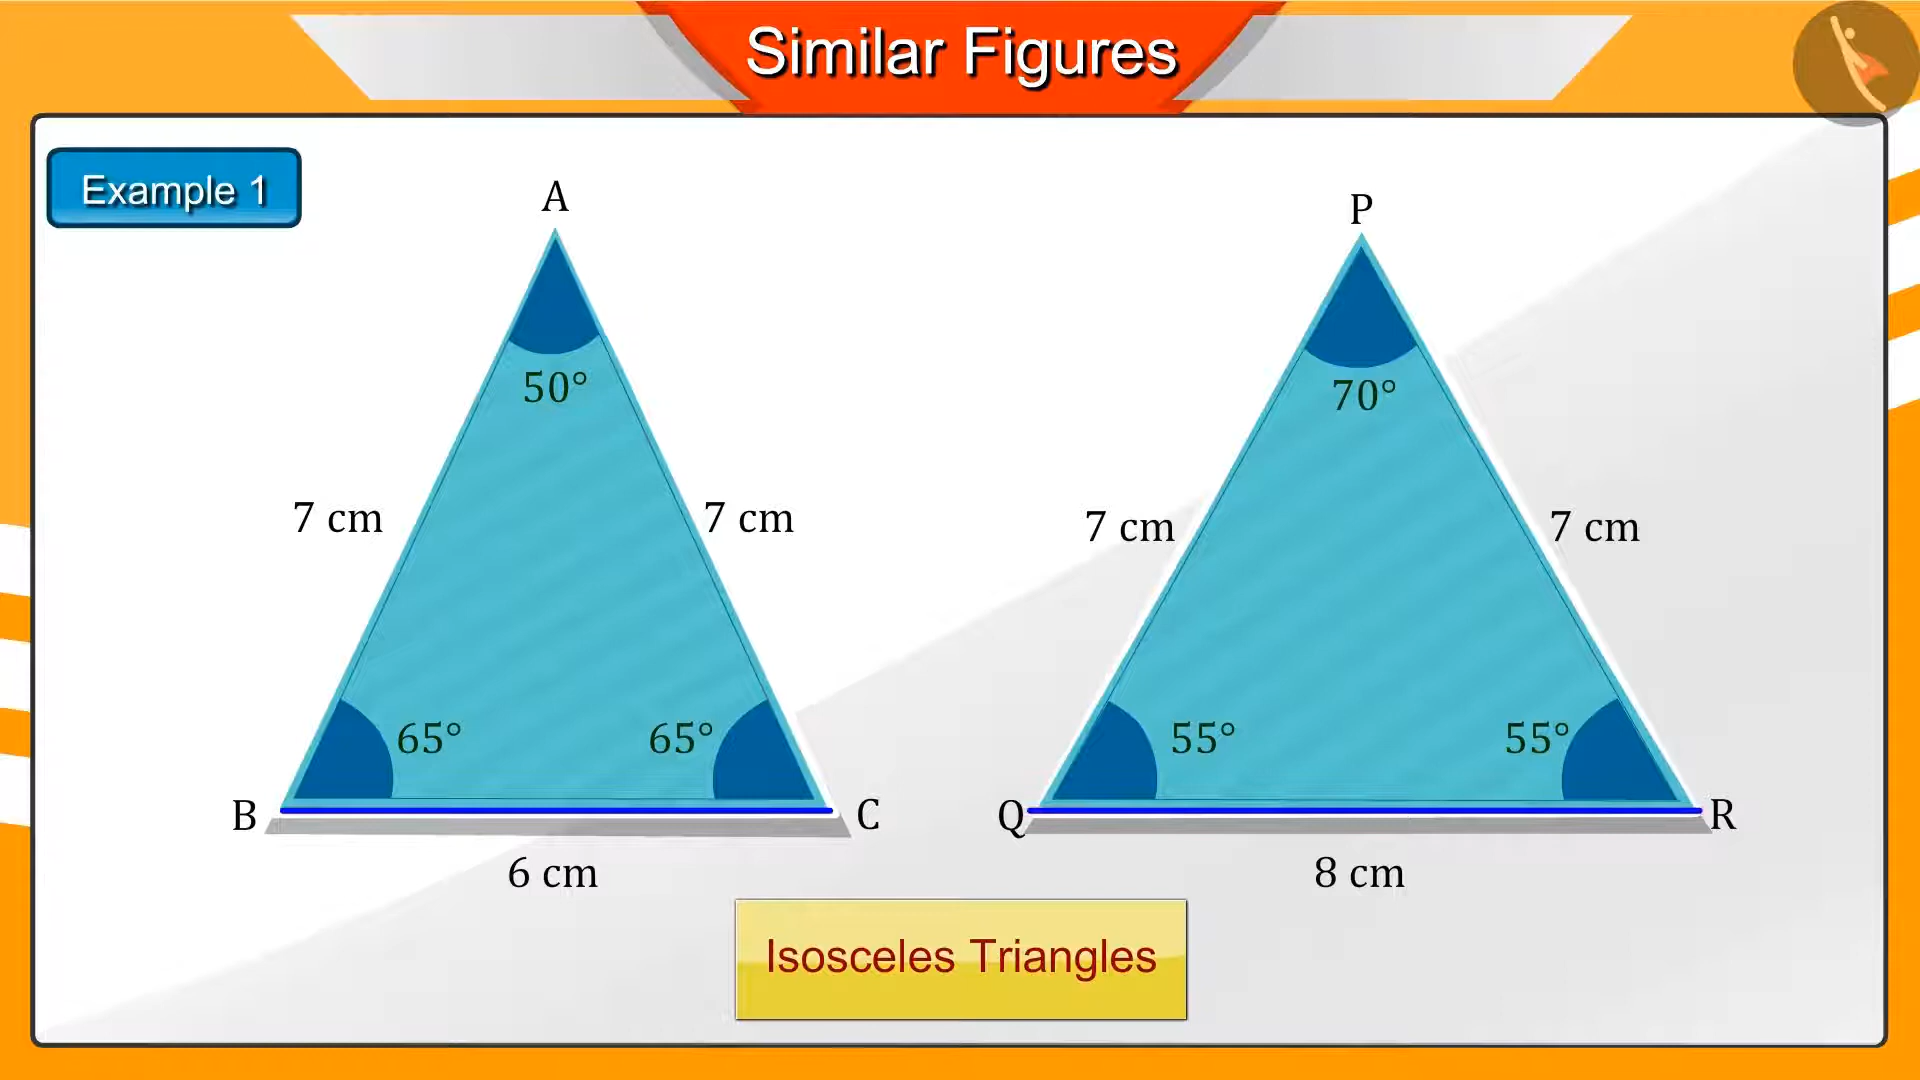 Similar Figures
Example 1
A
P
50°
70°
7 cm
7 cm
7 cm
7 cm
65°
65°
55°
55°
B
C
Q
R
6 cm
8 cm
Isosceles Triangles